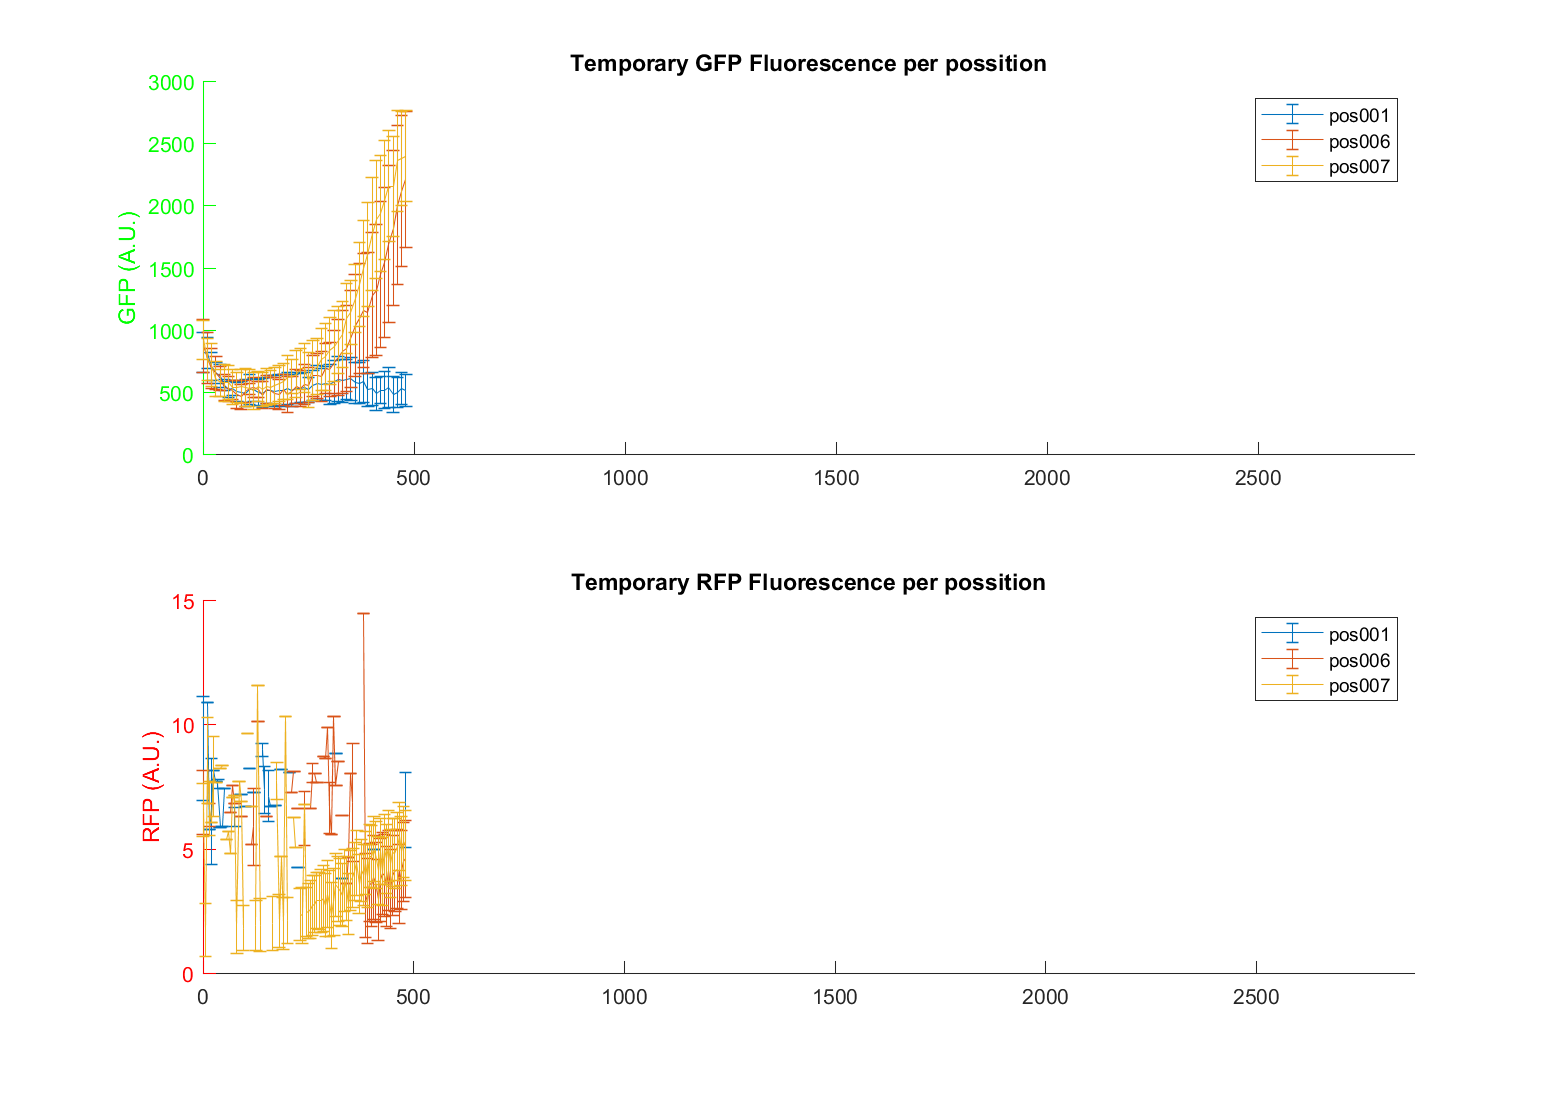 Temporary GFP Fluorescence per possition
3000
2500
2000
1500
1000
500
0
GFP (A.U.)
pos001
pos006
pos007
0 500 1000 1500 2000 2500
Temporary RFP Fluorescence per possition
15
10
5
0
RFP (A.U.)
pos001
pos006
pos007
0 500 1000 1500 2000 2500